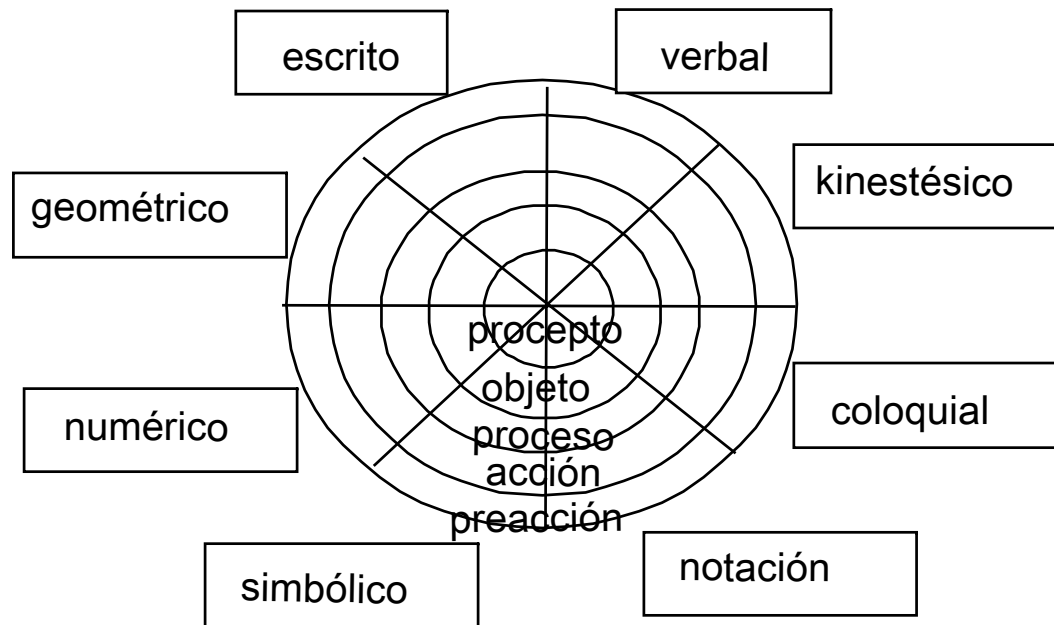 escrito
verbal
geométrico
kinestésico
procepto
objeto
numérico
coloquial
proceso
acción
preacción
simbólico
notación